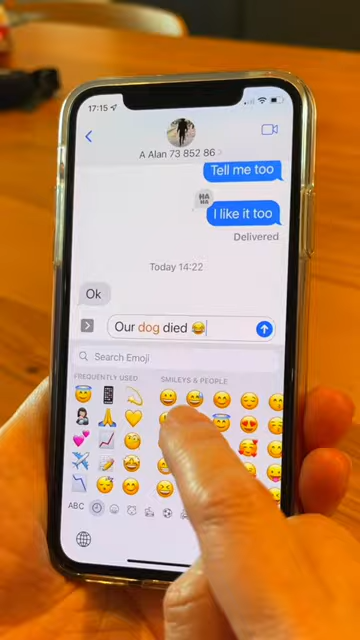 17:15
A Alan 73 852 86 >
Tell me too
HA
HA
I like it too
Delivered
Today 14:22
Ok
Our dog died 😂
Search Emoji
FREQUENTLY USED
SMILEYS & PEOPLE
ABC